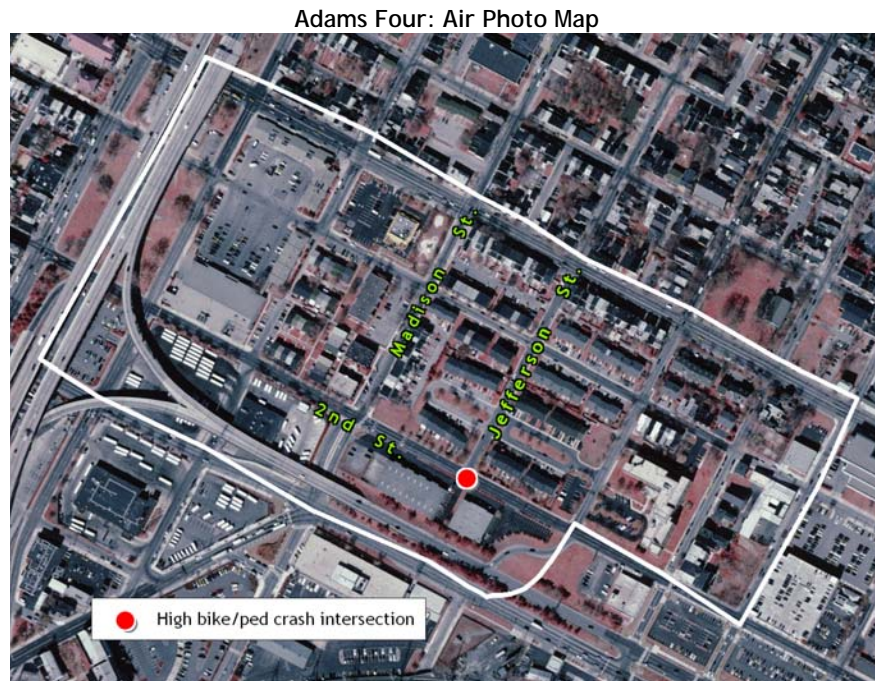 Adams Four: Air Photo Map
Madison St.
Jefferson St.
2nd St.
High bike/ped crash intersection